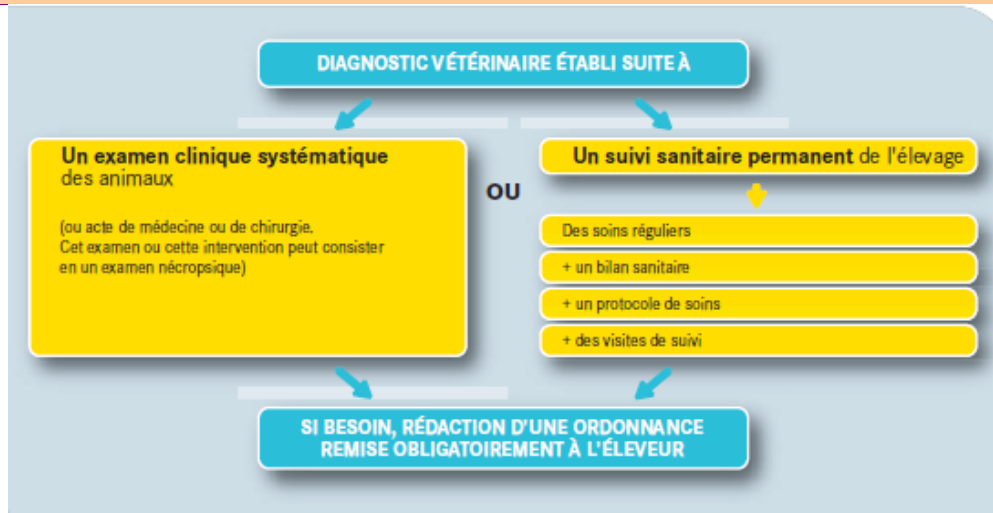 DIAGNOSTIC VÉTÉRINAIRE ÉTABLI SUITE À
Un examen clinique systématique
des animaux
(ou acte de médecine ou de chirurgie.
Cet examen ou cette intervention peut consister
en un examen nécropsique)
OU
Un suivi sanitaire permanent de l'élevage
Des soins réguliers
+ un bilan sanitaire
+ un protocole de soins
+ des visites de suivi
SI BESOIN, RÉDACTION D'UNE ORDONNANCE
REMISE OBLIGATOIREMENT À L'ÉLEVEUR